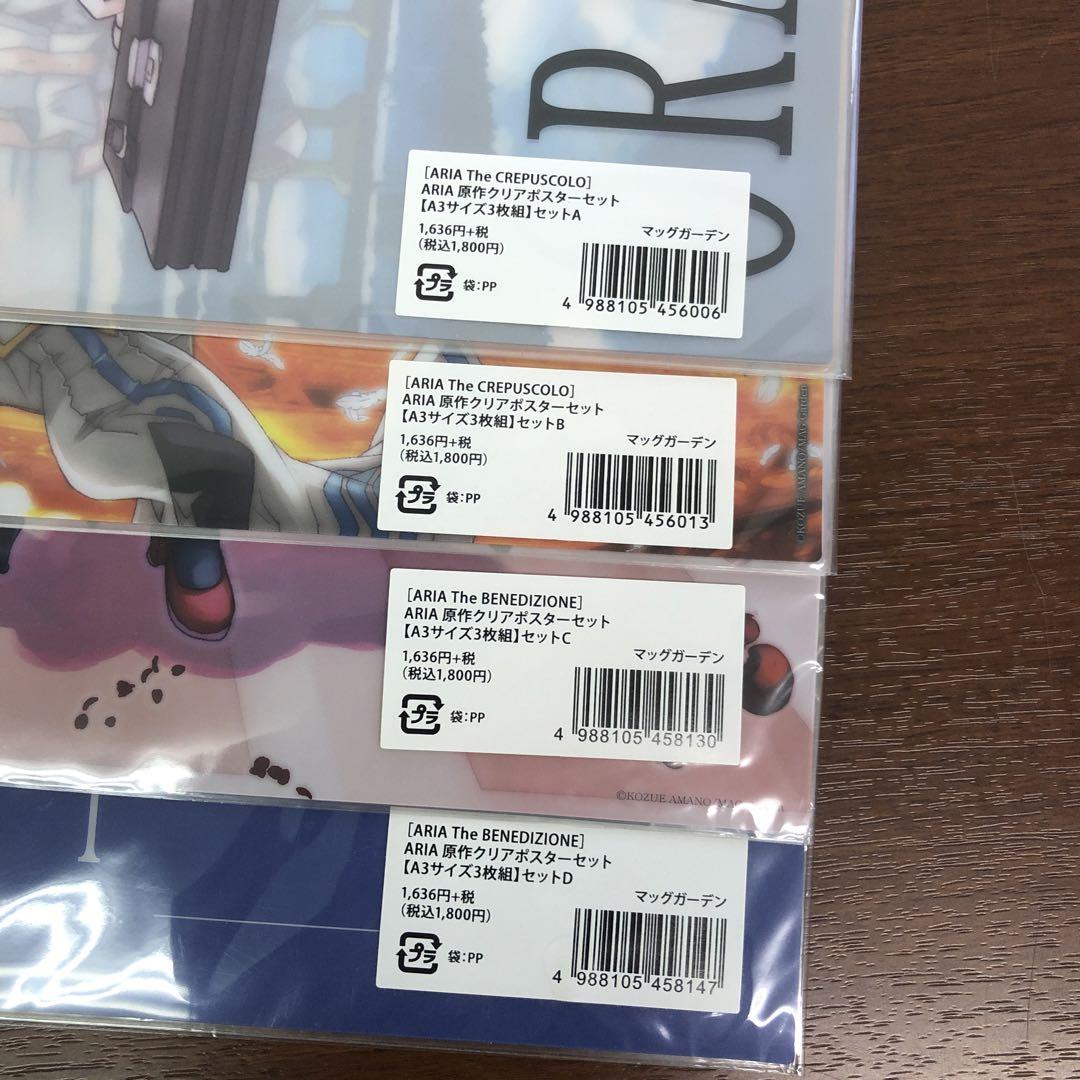 ORE
[ARIA The CREPUSCOLO]
ARIA 原作クリアポスターセット
【A3サイズ3枚組】セットA
1,636円+税
(税込1,800円)
マッグガーデン
プラ 袋:PP
4 988105 456006
[ARIA The CREPUSCOLO]
ARIA 原作クリアポスターセット
【A3サイズ3枚組】セットB
1,636円+税
(税込1,800円)
マッグガーデン
プラ 袋:PP
4 988105 456013
©KOZUE AMANO/MAG Garden
[ARIA The BENEDIZIONE]
ARIA 原作クリアポスターセット
【A3サイズ3枚組】セットC
1,636円+税
(税込1,800円)
マッグガーデン
プラ 袋:PP
4 988105 458130
©KOZUE AMANO/MAG
[ARIA The BENEDIZIONE]
ARIA 原作クリアポスターセット
【A3サイズ3枚組】セットD
1,636円+税
(税込1,800円)
マッグガーデン
プラ 袋:PP
4 988105 458147